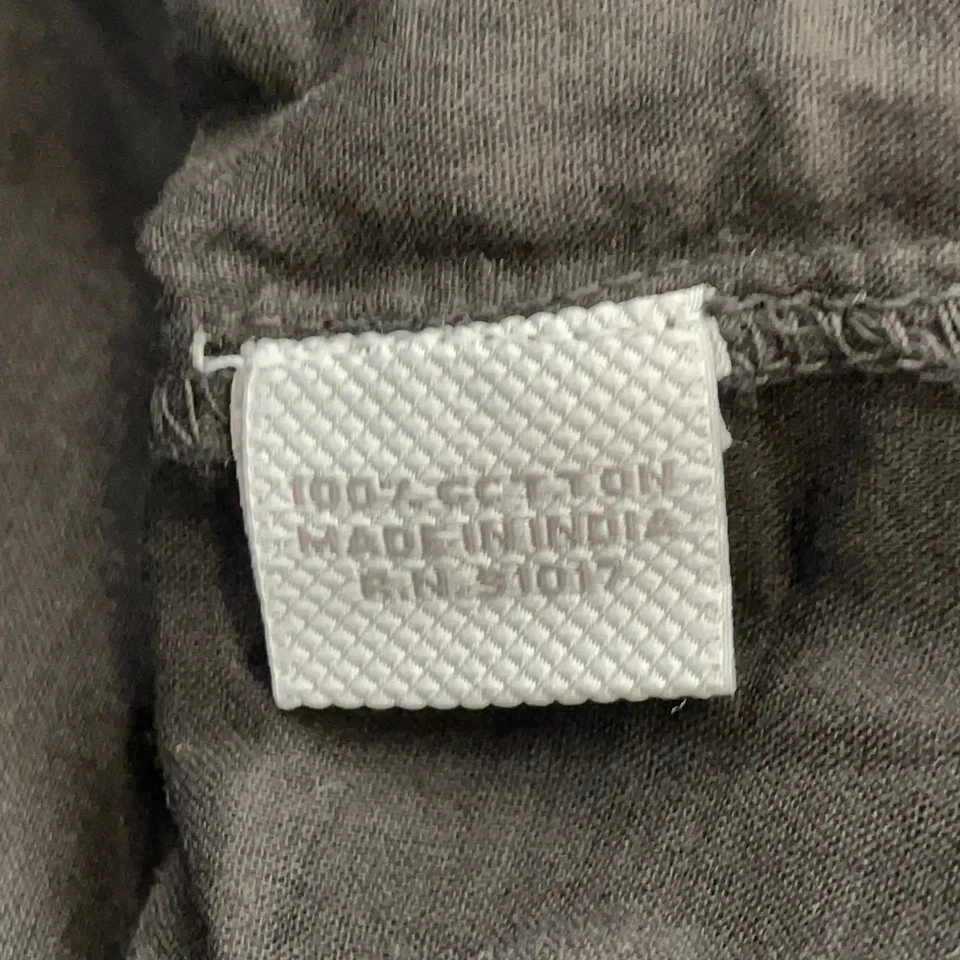 100% COTTON
MADE IN INDIA
R.N. 51017